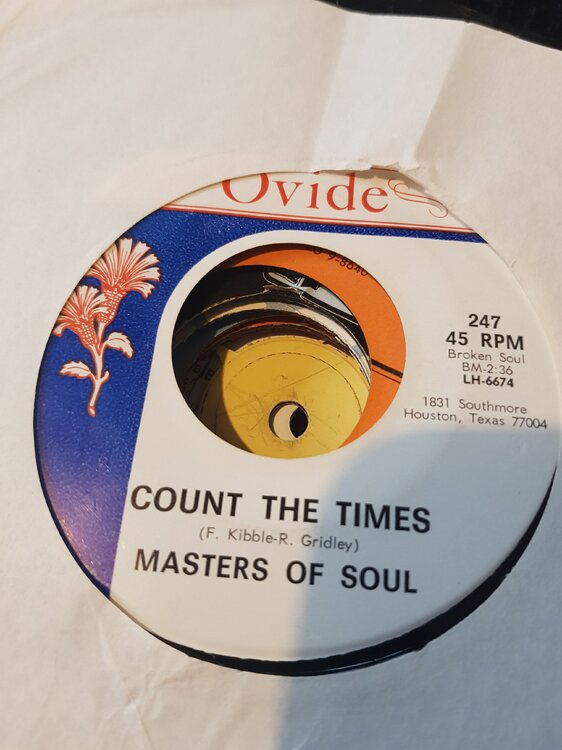 Ovide
247
45 RPM
Broken Soul
BM-2:36
LH-6674
1831 Southmore
Houston, Texas 77004
COUNT THE TIMES
(F. Kibble-R. Gridley)
MASTERS OF SOUL